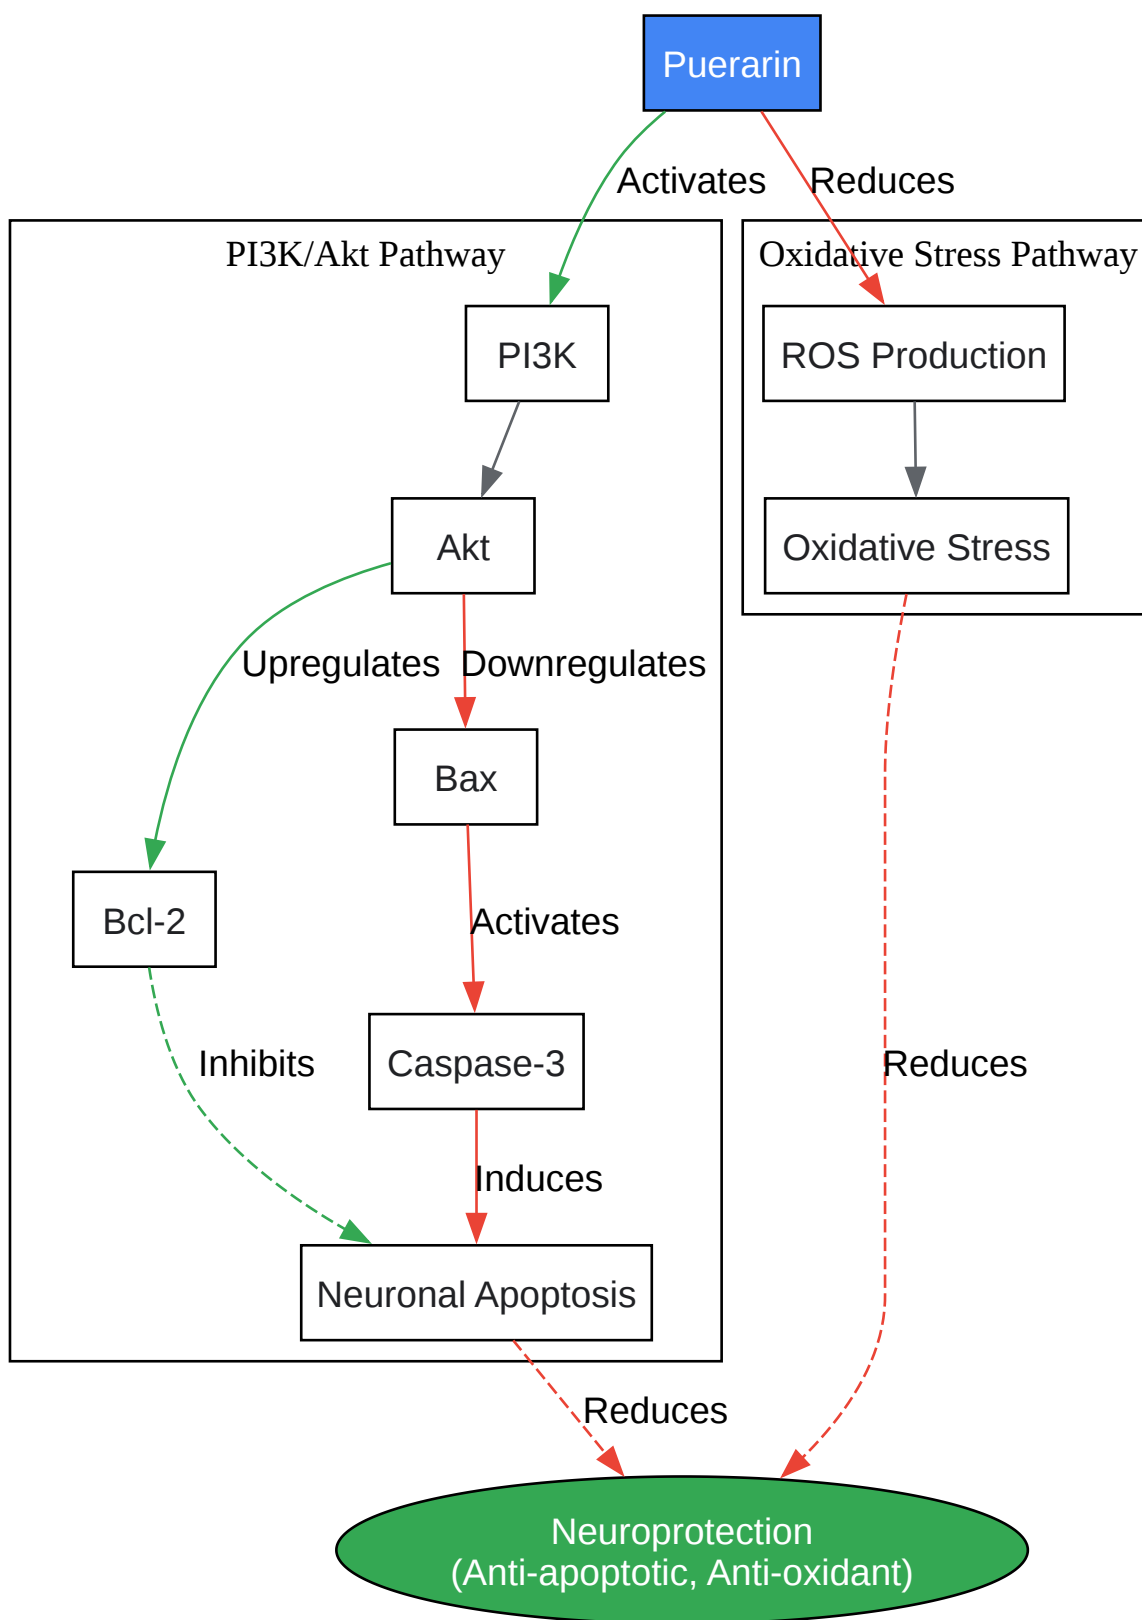 Puerarin
Activates
Reduces
PI3K/Akt Pathway
Oxidative Stress Pathway
PI3K
ROS Production
Akt
Oxidative Stress
Upregulates
Downregulates
Bax
Bcl-2
Activates
Inhibits
Caspase-3
Reduces
Induces
Neuronal Apoptosis
Reduces
Neuroprotection
(Anti-apoptotic, Anti-oxidant)